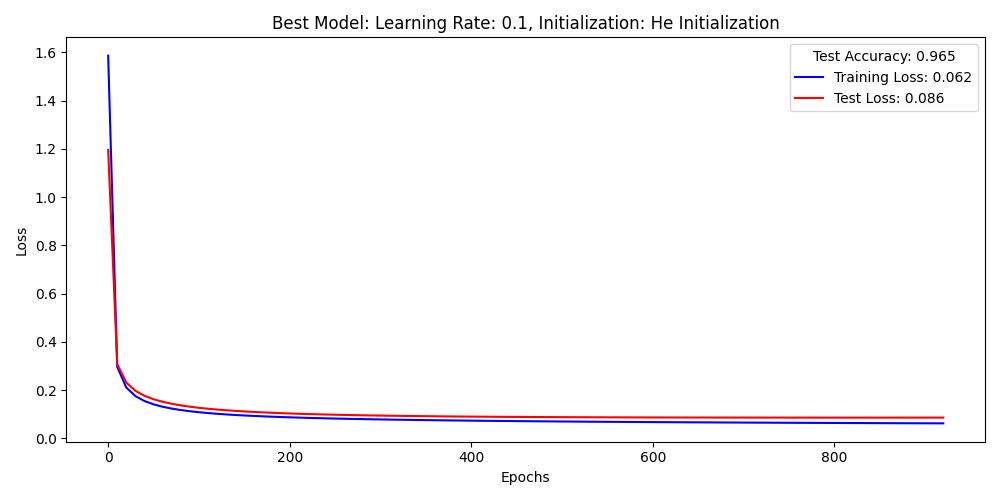 Best Model: Learning Rate: 0.1, Initialization: He Initialization
Test Accuracy: 0.965
Training Loss: 0.062
Test Loss: 0.086
Loss
1.6
1.4
1.2
1.0
0.8
0.6
0.4
0.2
0.0
0 200 400 600 800
Epochs